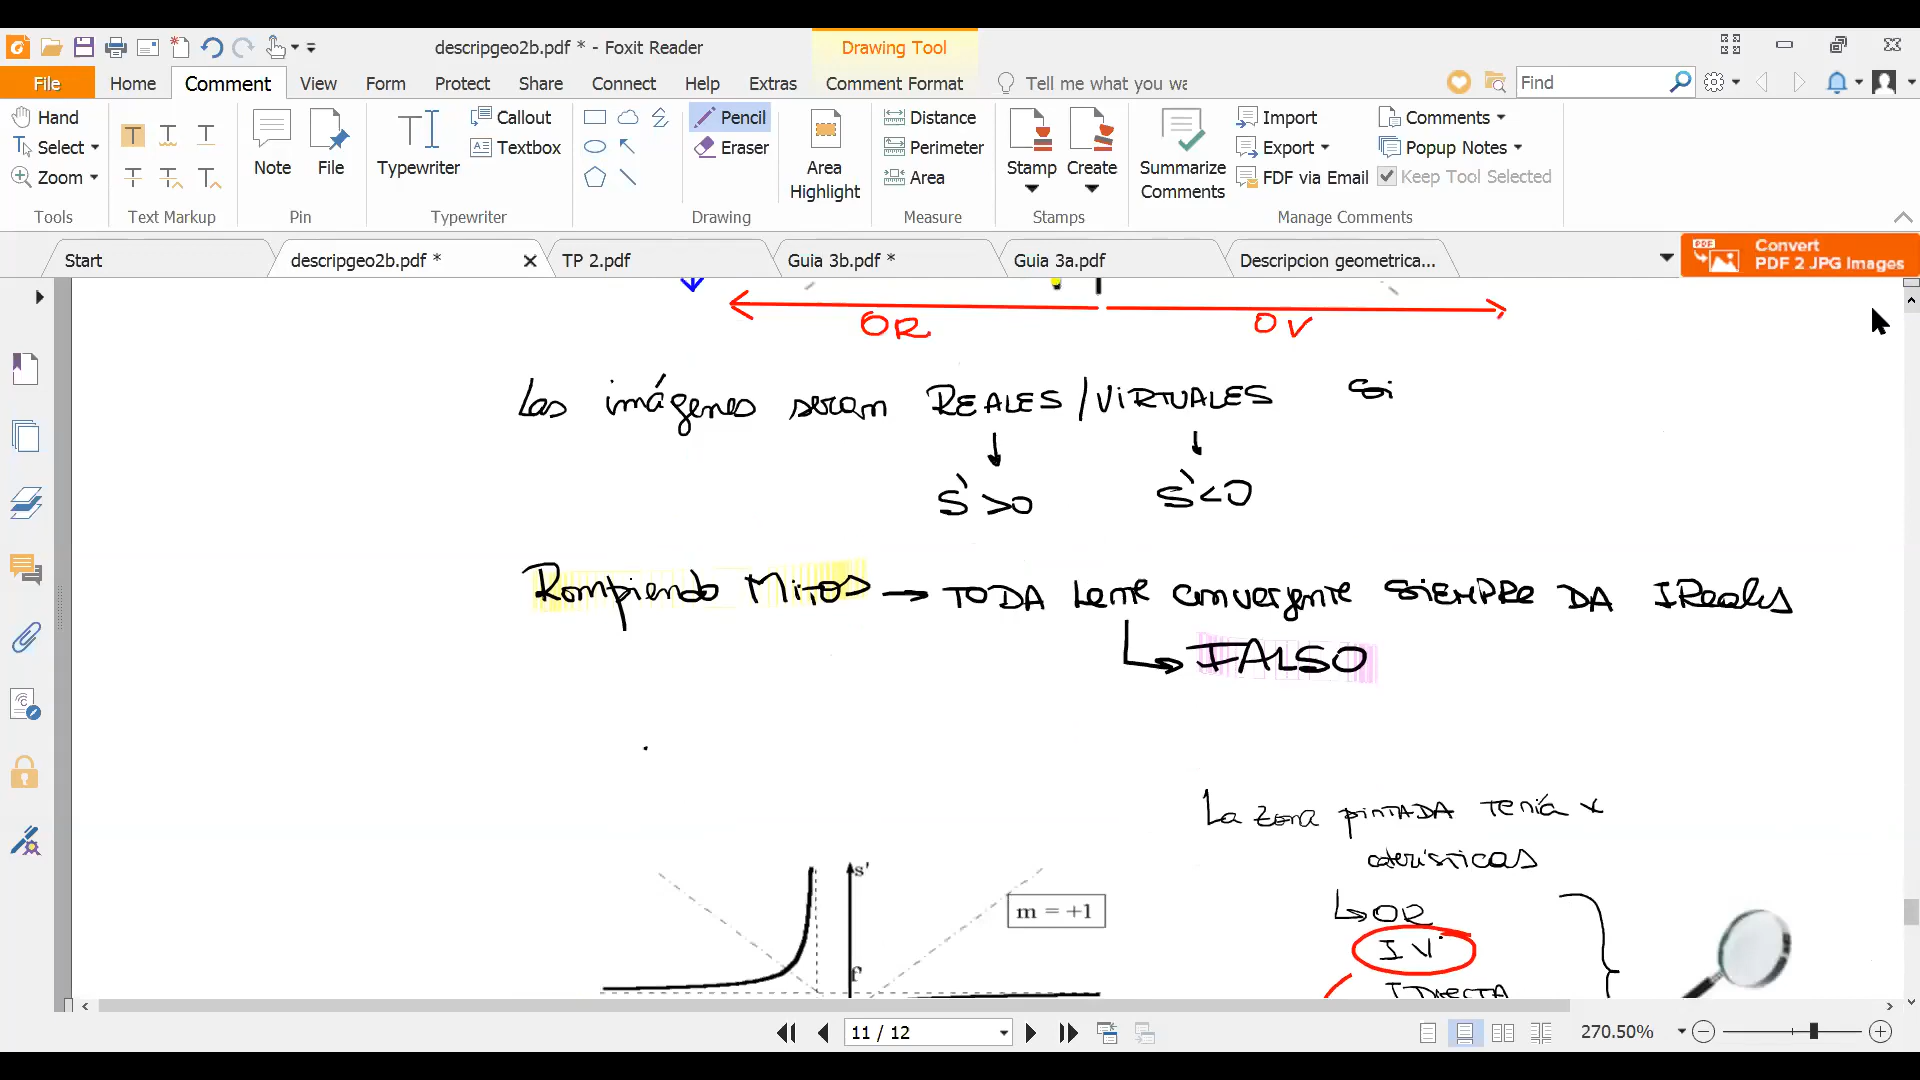 descripgeo2b.pdf * - Foxit Reader
Drawing Tool
File Home Comment View Form Protect Share Connect Help Extras Comment Format Tell me what you wa Find
Hand
Select
Zoom
Tools
Text Markup
Note
File
Pin
Typewriter
Typewriter
Callout
Textbox
Pencil
Eraser
Drawing
Area Highlight
Distance
Perimeter
Area
Measure
Stamp
Create
Stamps
Summarize Comments
Import
Export
FDF via Email
Comments
Popup Notes
Keep Tool Selected
Manage Comments
Start
descripgeo2b.pdf *
TP 2.pdf
Guia 3b.pdf *
Guia 3a.pdf
Descripcion geometrica...
PDF
Convert
PDF 2 JPG Images
OR OV
Las imágenes seran REALES/VIRTUALES Si
S'>0 S'<0
Rompiendo Mitos → TODA lente convergente SIEMPRE DA IReales
FALSO
La zona pintada tenía
s'
m = +1
f'
OR
IV
I DIRECTA
11 / 12
270.50%